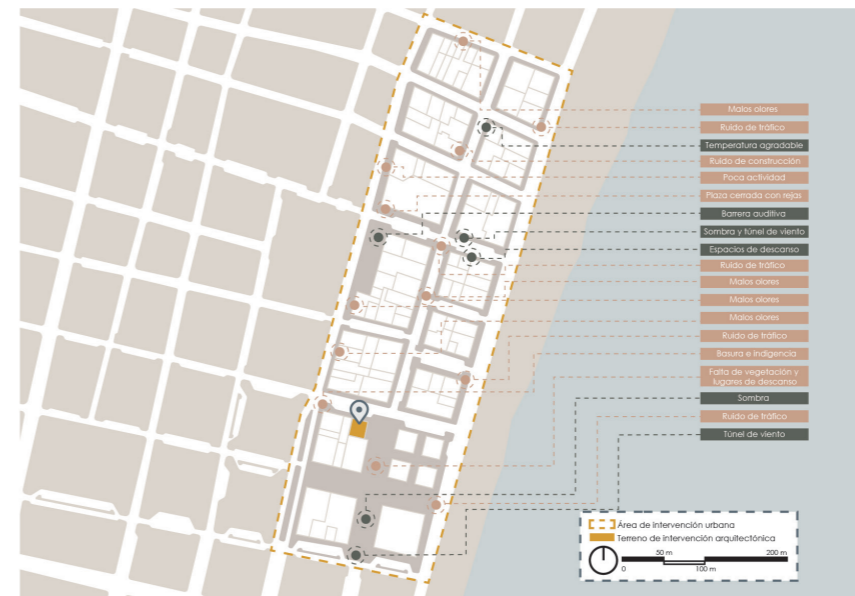 Malos olores
Ruido de tráfico
Temperatura agradable
Ruido de construcción
Poca actividad
Plaza cerrada con rejas
Barrera auditiva
Sombra y túnel de viento
Espacios de descanso
Ruido de tráfico
Malos olores
Malos olores
Malos olores
Ruido de tráfico
Basura e indigencia
Falta de vegetación y
lugares de descanso
Sombra
Ruido de tráfico
Túnel de viento
Área de intervención urbana
Terreno de intervención arquitectónica
50 m 200 m
0 100 m